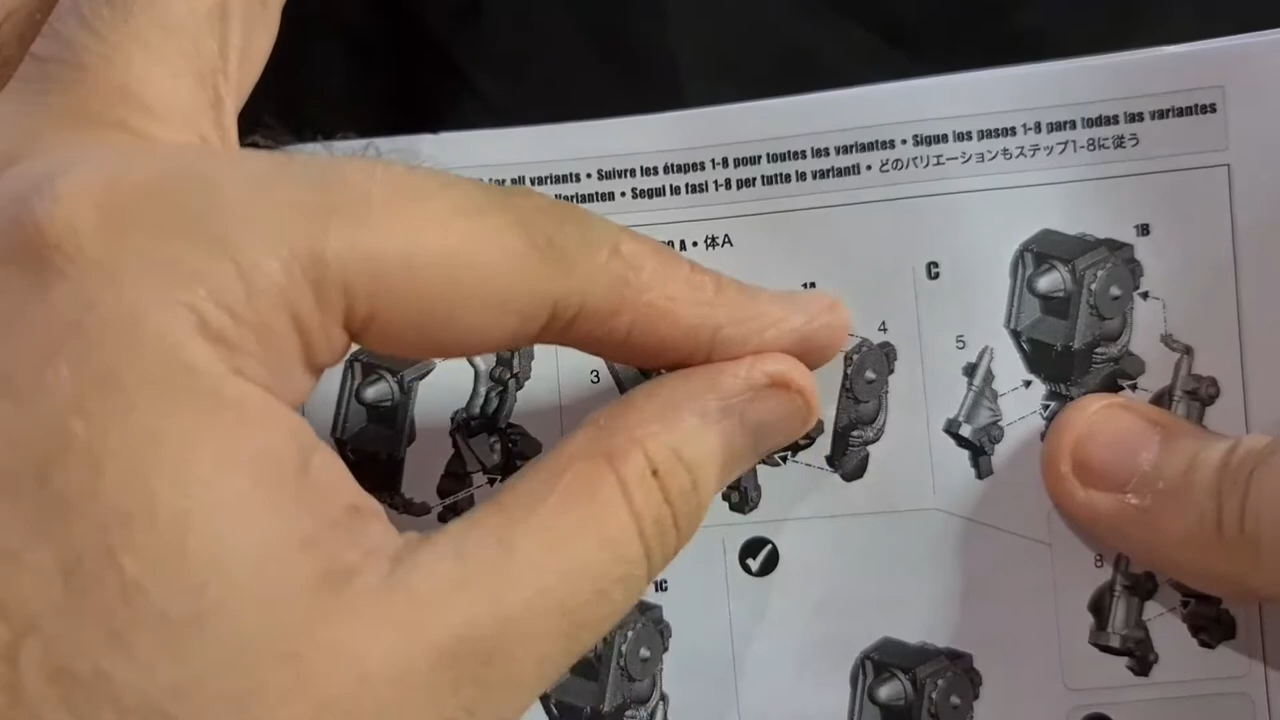 for all variants • Suivre les étapes 1-8 pour toutes les variantes • Sigue los pasos 1-8 para todas las variantes
Varianten • Segui le fasi 1-8 per tutte le varianti • どのバリエーションもステップ1-8に従う
A • 体A
1A
3
4
C
1B
5
8
1C